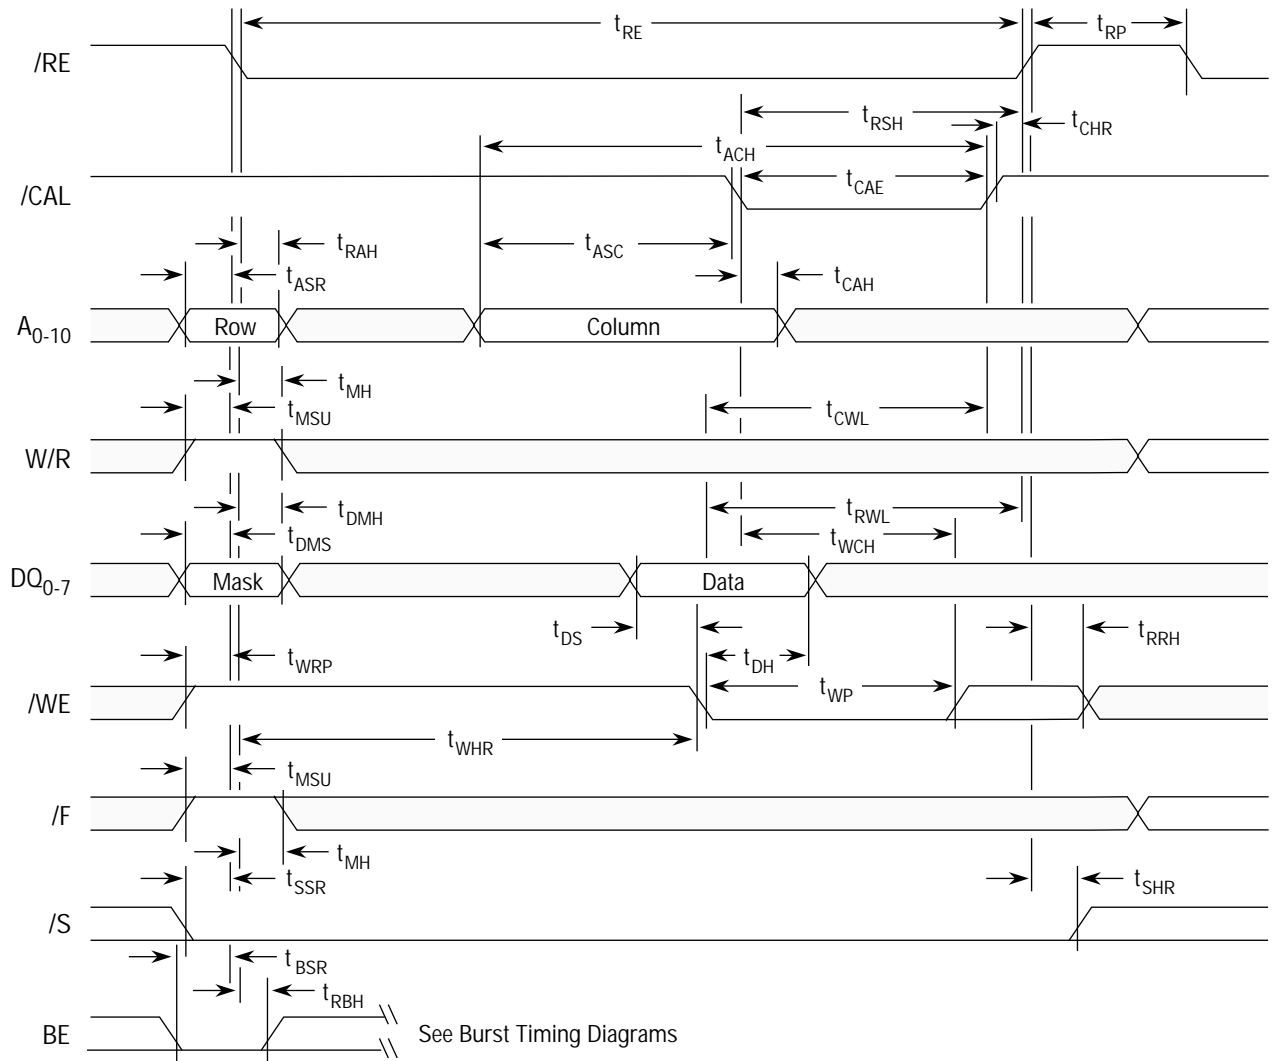 tRE
tRP
/RE
tRSH
tCHR
tACH
tCAE
/CAL
tRAH
tASC
tASR
tCAH
A0-10
Row
Column
tMH
tMSU
tCWL
W/R
tDMH
tRWL
tDMS
tWCH
DQ0-7
Mask
Data
tDS
tRRH
tWRP
tDH
tWP
/WE
tWHR
tMSU
/F
tMH
tSSR
tSHR
/S
tBSR
tRBH
BE
See Burst Timing Diagrams